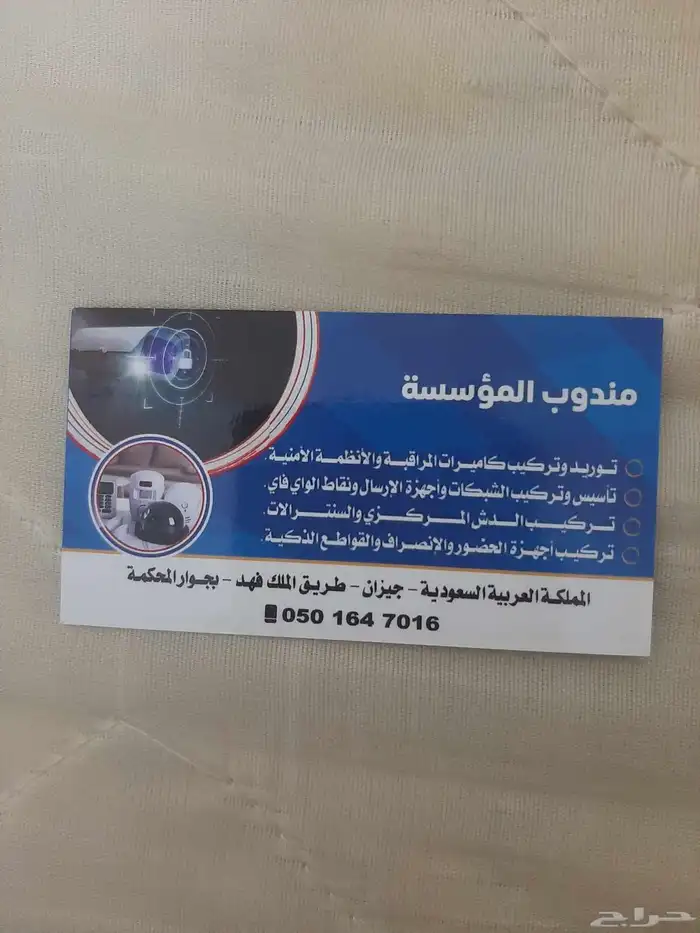 مندوب المؤسسة
توريد وتركيب كاميرات المراقبة والأنظمة الأمنية.
تأسيس وتركيب الشبكات وأجهزة الإرسال ونقاط الواي فاي.
تركيب الدش المركزي والسنترالات.
تركيب أجهزة الحضور والإنصراف والقواطع الذكية.
المملكة العربية السعودية - جيزان - طريق الملك فهد - بجوار المحكمة
050 164 7016
حراج